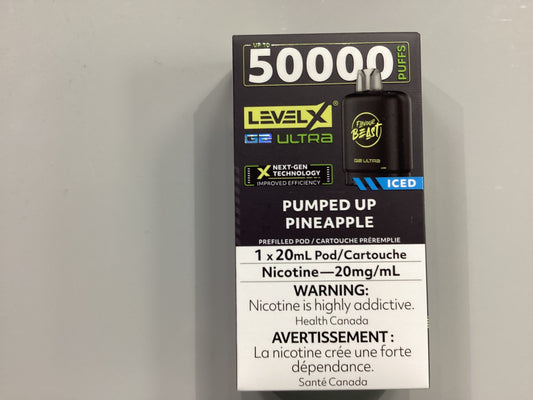 UP TO
50000 PUFFS
LEVEL X®
G2 ULTRA
FLAVOUR
BEAST
G2 ULTRA
X NEXT-GEN
TECHNOLOGY
IMPROVED EFFICIENCY
ICED
PUMPED UP
PINEAPPLE
PREFILLED POD / CARTOUCHE PRÉREMPLIE
1 x 20mL Pod/Cartouche
Nicotine—20mg/mL
WARNING:
Nicotine is highly addictive.
Health Canada
AVERTISSEMENT :
La nicotine crée une forte
dépendance.
Santé Canada